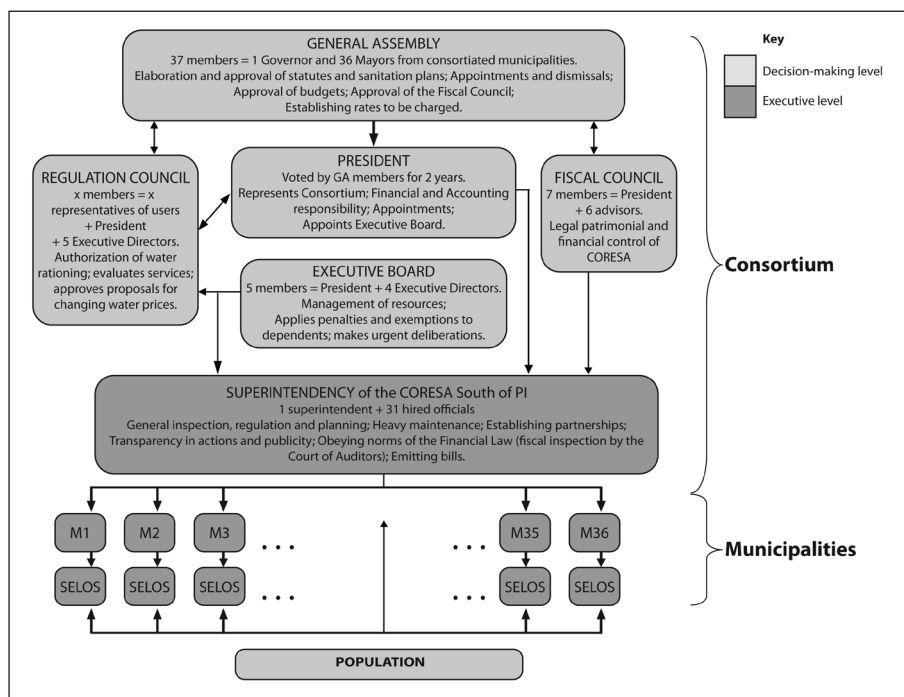 GENERAL ASSEMBLY
37 members = 1 Governor and 36 Mayors from consortiated municipalities.
Elaboration and approval of statutes and sanitation plans; Appointments and dismissals;
Approval of budgets; Approval of the Fiscal Council;
Establishing rates to be charged.
Key
Decision-making level
Executive level
REGULATION COUNCIL
x members = x
representatives of users
+ President
+ 5 Executive Directors.
Authorization of water
rationing; evaluates services;
approves proposals for
changing water prices.
PRESIDENT
Voted by GA members for 2 years.
Represents Consortium; Financial and Accounting
responsibility; Appointments;
Appoints Executive Board.
FISCAL COUNCIL
7 members = President
+ 6 advisors.
Legal patrimonial and
financial control of
CORESA
EXECUTIVE BOARD
5 members = President + 4 Executive Directors.
Management of resources;
Applies penalties and exemptions to
dependents; makes urgent deliberations.
Consortium
SUPERINTENDENCY of the CORESA South of PI
1 superintendent + 31 hired officials
General inspection, regulation and planning; Heavy maintenance; Establishing partnerships;
Transparency in actions and publicity; Obeying norms of the Financial Law (fiscal inspection by the
Court of Auditors); Emitting bills.
M1 M2 M3 ... ... M35 M36
SELOS SELOS SELOS ... ... SELOS SELOS
Municipalities
POPULATION